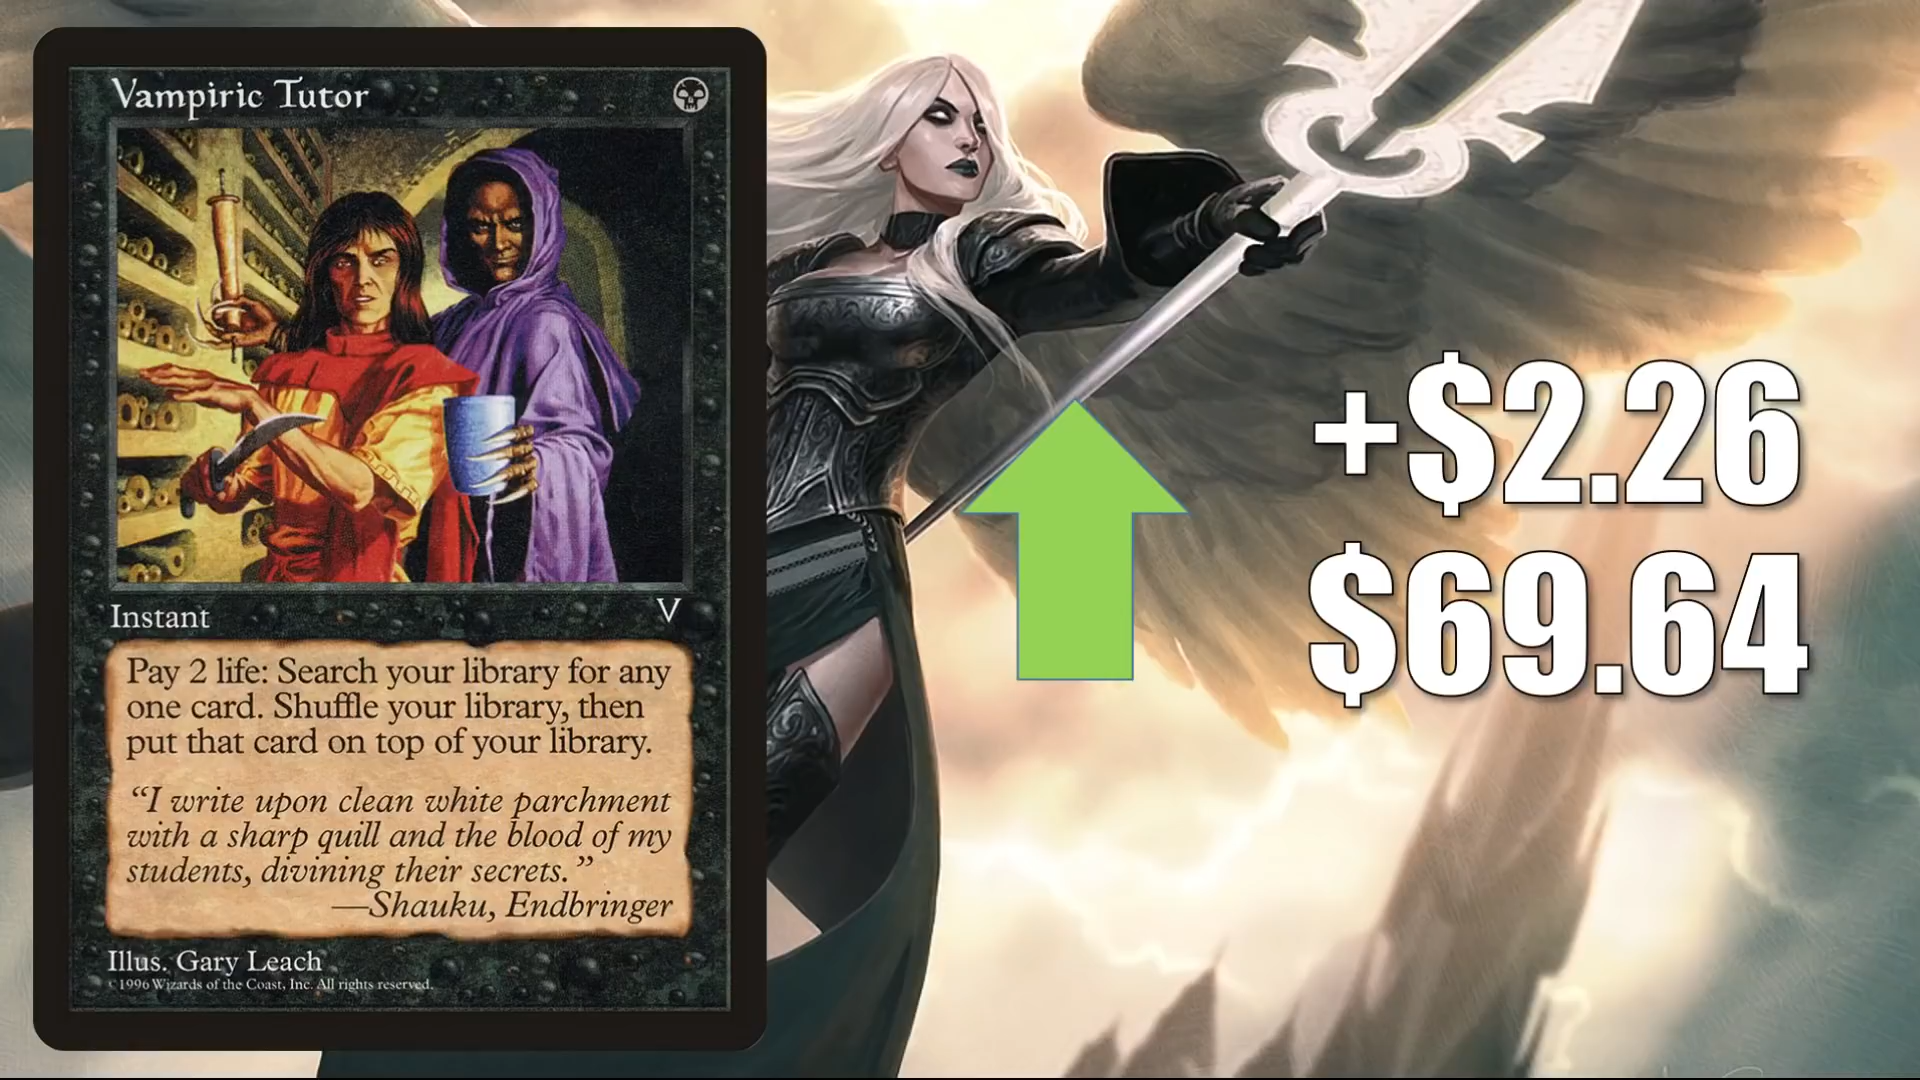 Vampiric Tutor
Instant
V
Pay 2 life: Search your library for any
one card. Shuffle your library, then
put that card on top of your library.
“I write upon clean white parchment
with a sharp quill and the blood of my
students, divining their secrets.”
—Shauku, Endbringer
Illus. Gary Leach
©1996 Wizards of the Coast, Inc. All rights reserved.
+$2.26
$69.64